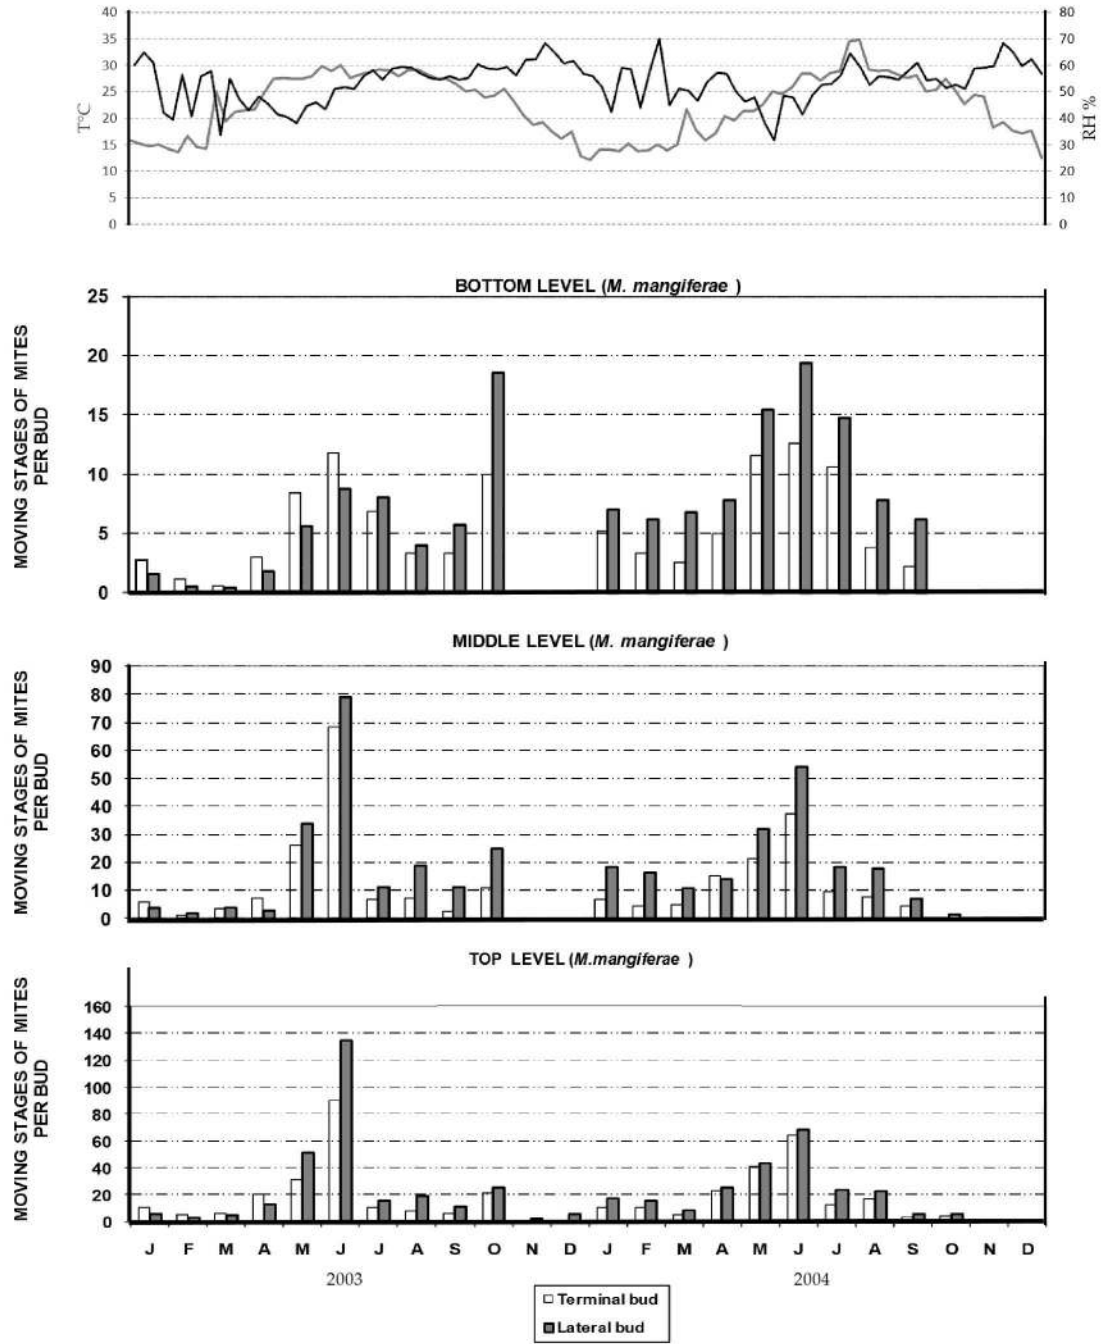 40 80
35 70
30 60
25 50
20 40
15 30
10 20
5 10
0 0
T°C
RH %
BOTTOM LEVEL (M. mangiferae )
25
20
15
10
5
0
MOVING STAGES OF MITES
PER BUD
MIDDLE LEVEL (M. mangiferae )
90
80
70
60
50
40
30
20
10
0
MOVING STAGES OF MITES
PER BUD
TOP LEVEL (M.mangiferae )
160
140
120
100
80
60
40
20
0
MOVING STAGES OF MITES
PER BUD
J F M A M J J A S O N D J F M A M J J A S O N D
2003 2004
Terminal bud
Lateral bud